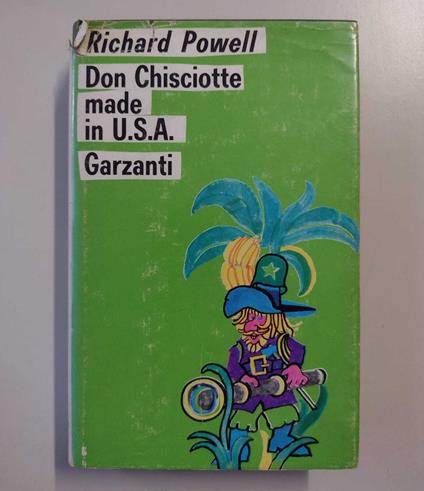 Richard Powell
Don Chisciotte
made
in U.S.A.
Garzanti